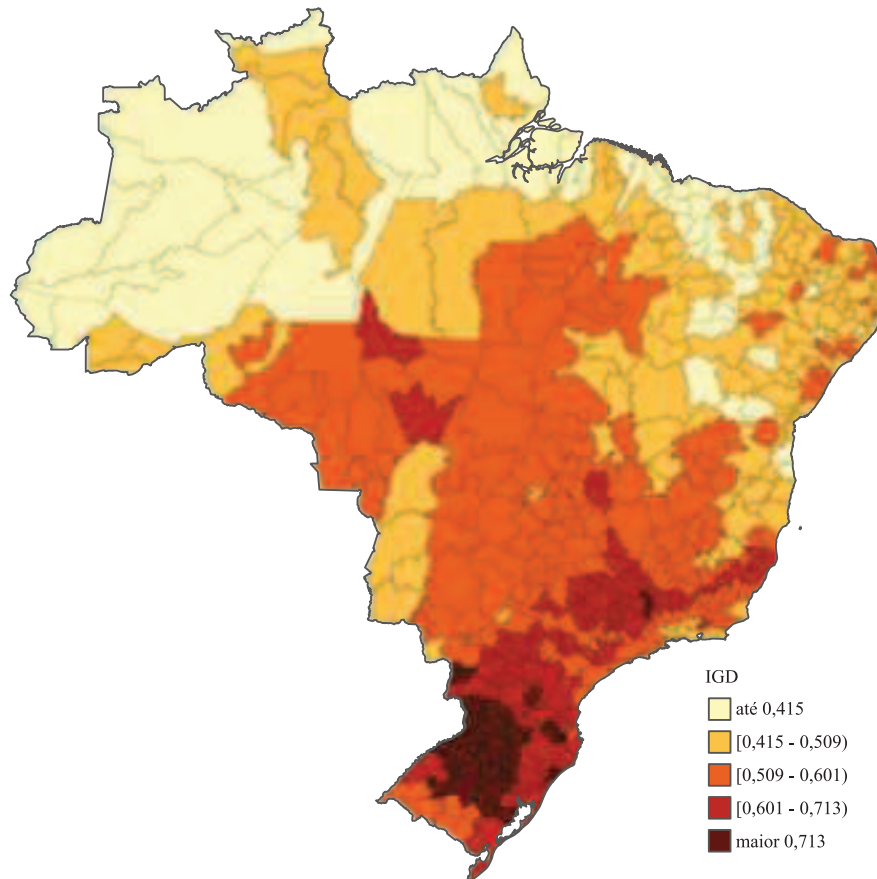 IGD
até 0,415
[0,415 - 0,509)
[0,509 - 0,601)
[0,601 - 0,713)
maior 0,713